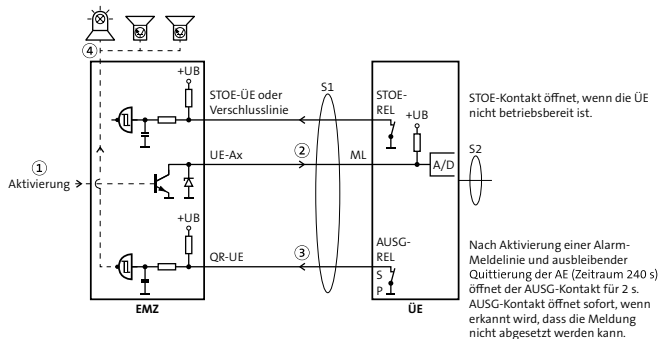 ④
+UB
STOE-ÜE oder
Verschlusslinie
S1
STOE-
REL
+UB
STOE-Kontakt öffnet, wenn die ÜE
nicht betriebsbereit ist.
①
Aktivierung
UE-Ax
②
ML
A/D
S2
+UB
QR-UE
③
AUSG-
REL
S
P
EMZ
ÜE
Nach Aktivierung einer Alarm-
Meldelinie und ausbleibender
Quittierung der AE (Zeitraum 240 s)
öffnet der AUSG-Kontakt für 2 s.
AUSG-Kontakt öffnet sofort, wenn
erkannt wird, dass die Meldung
nicht abgesetzt werden kann.